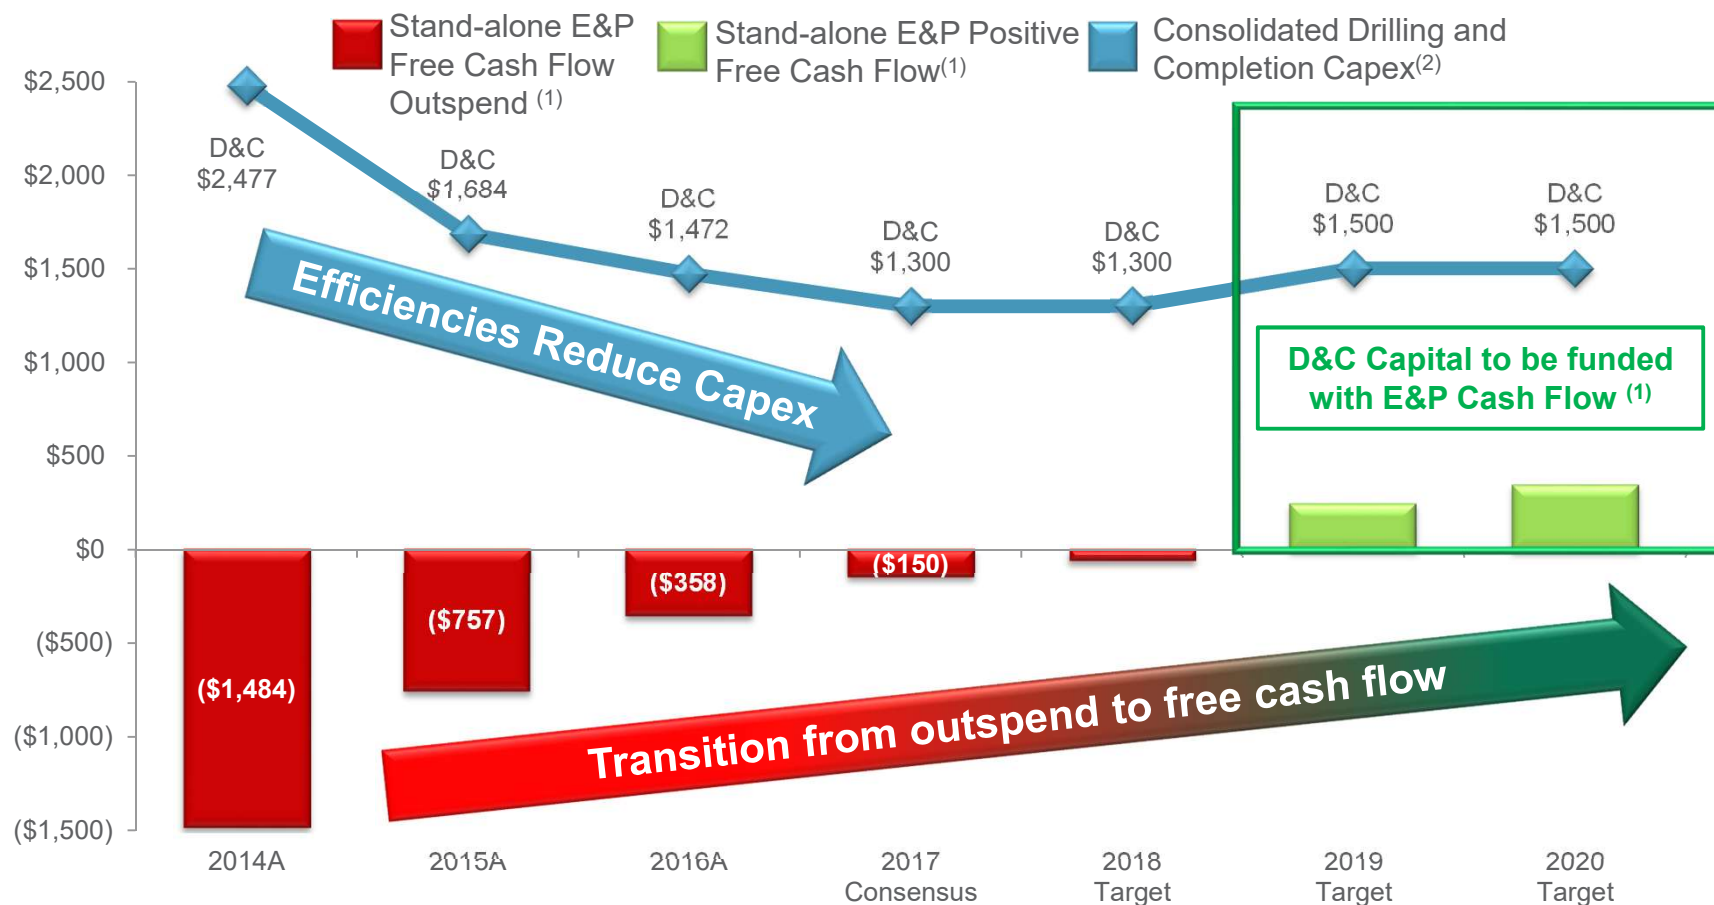 Stand-alone E&P
Free Cash Flow
Outspend (1)
Stand-alone E&P Positive
Free Cash Flow(1)
Consolidated Drilling and
Completion Capex(2)
$2,500
$2,000
$1,500
$1,000
$500
$0
($500)
($1,000)
($1,500)
D&C
$2,477
D&C
$1,684
D&C
$1,472
D&C
$1,300
D&C
$1,300
D&C
$1,500
D&C
$1,500
Efficiencies Reduce Capex
D&C Capital to be funded
with E&P Cash Flow (1)
($1,484)
($757)
($358)
($150)
Transition from outspend to free cash flow
2014A
2015A
2016A
2017
Consensus
2018
Target
2019
Target
2020
Target